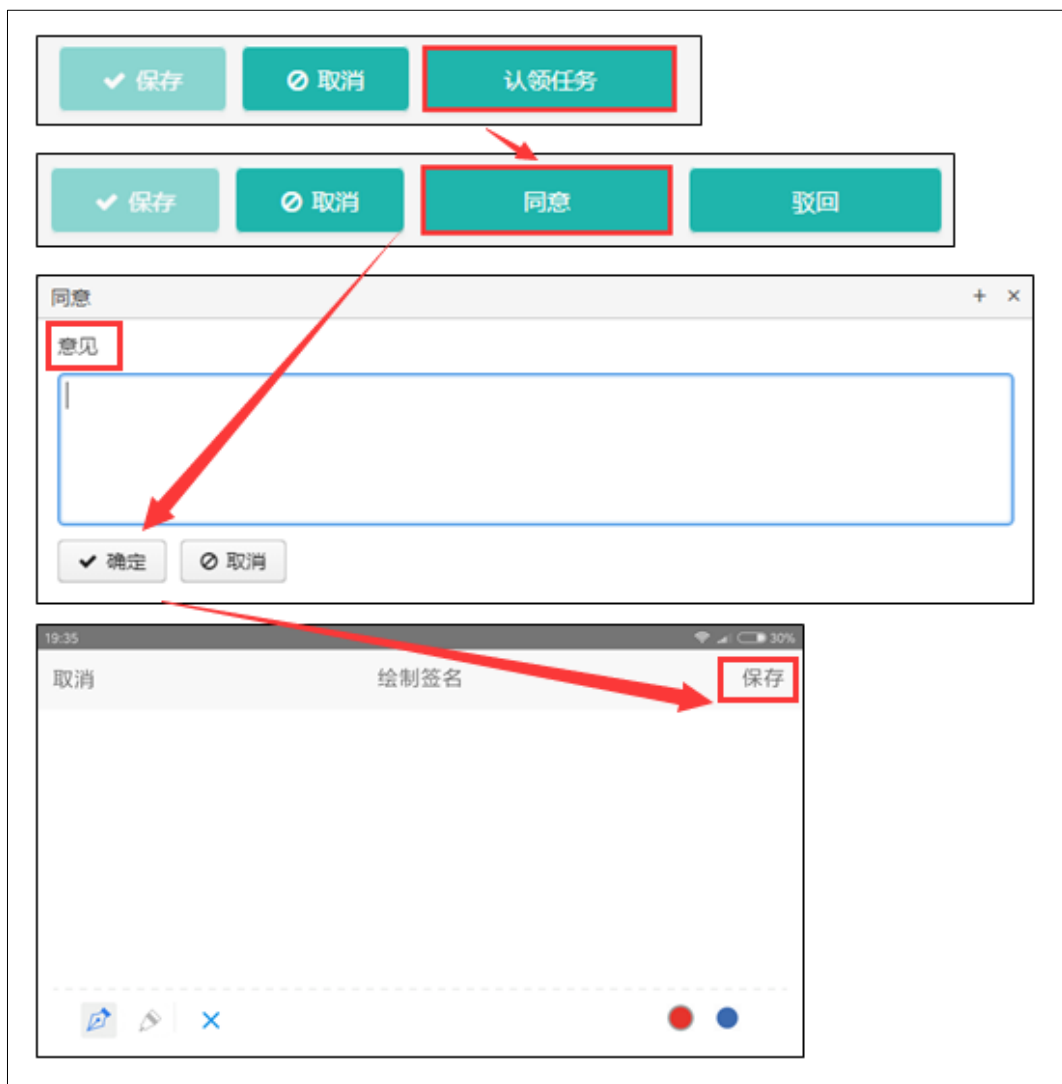 保存 取消 认领任务
保存 取消 同意 驳回
同意
意见
确定 取消
19:35 30%
取消 绘制签名 保存